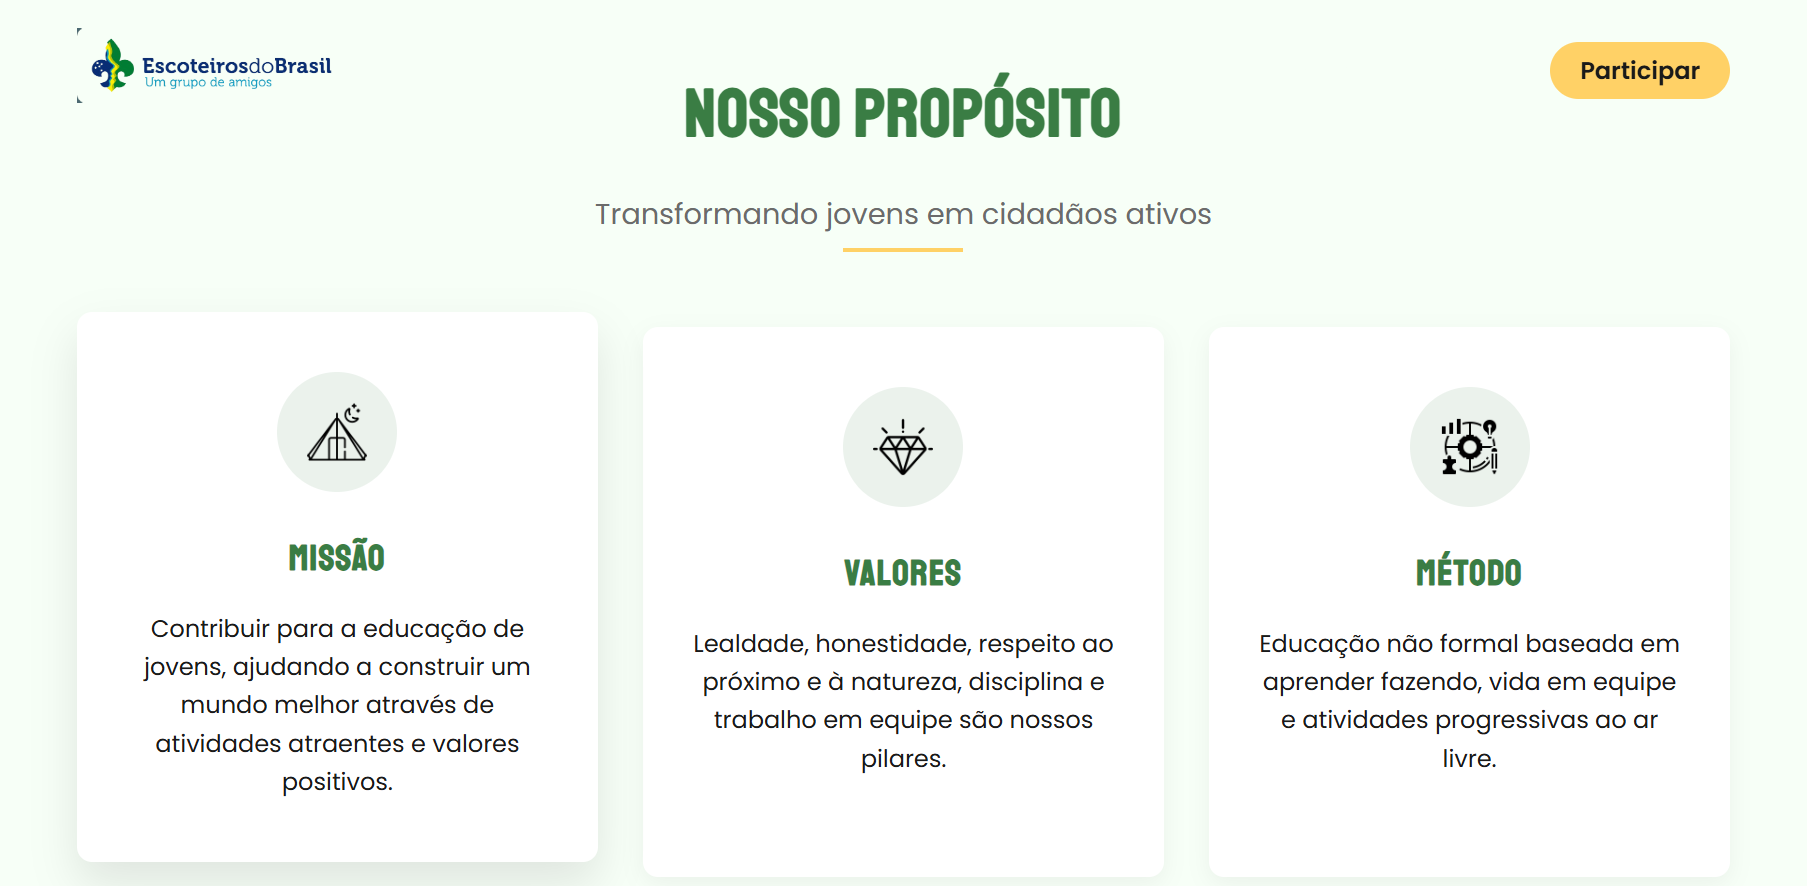 EscoteirosdoBrasil
Um grupo de amigos
Participar
NOSSO PROPÓSITO
Transformando jovens em cidadãos ativos
MISSÃO
Contribuir para a educação de
jovens, ajudando a construir um
mundo melhor através de
atividades atraentes e valores
positivos.
VALORES
Lealdade, honestidade, respeito ao
próximo e à natureza, disciplina e
trabalho em equipe são nossos
pilares.
MÉTODO
Educação não formal baseada em
aprender fazendo, vida em equipe
e atividades progressivas ao ar
livre.